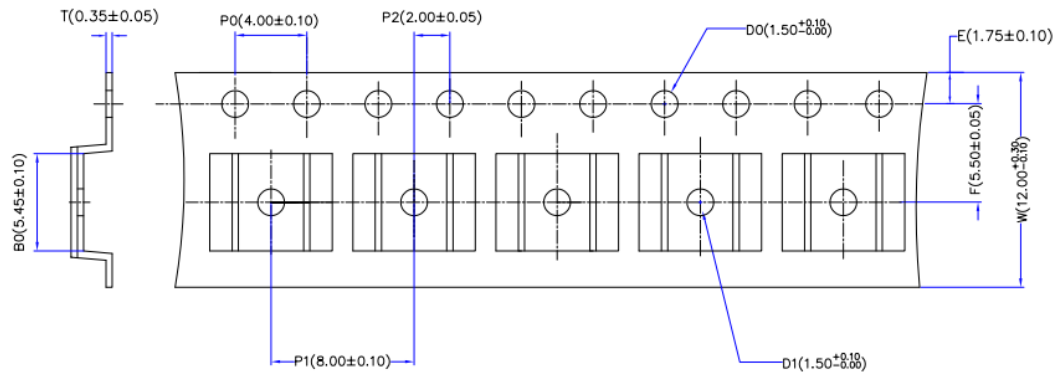 T(0.35±0.05)
P0(4.00±0.10)
P2(2.00±0.05)
D0(1.50+0.10-0.00)
E(1.75±0.10)
B0(5.45±0.10)
F(5.50±0.05)
W(12.00+0.30-0.10)
P1(8.00±0.10)
D1(1.50+0.10-0.00)